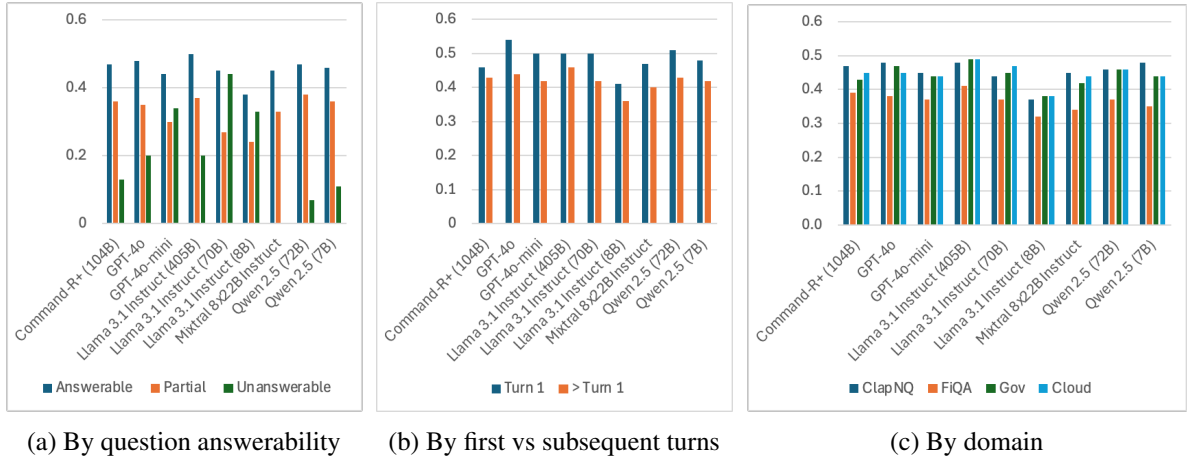 0.6
0.4
0.2
0
Command-R+ (104B)
GPT-4o
GPT-4o-mini
Llama 3.1 Instruct (405B)
Llama 3.1 Instruct (70B)
Llama 3.1 Instruct (8B)
Mixtral 8x22B Instruct
Qwen 2.5 (72B)
Qwen 2.5 (7B)
Answerable Partial Unanswerable
(a) By question answerability
0.6
0.5
0.4
0.3
0.2
0.1
0
Command-R+ (104B)
GPT-4o
GPT-4o-mini
Llama 3.1 Instruct (405B)
Llama 3.1 Instruct (70B)
Llama 3.1 Instruct (8B)
Mixtral 8x22B Instruct
Qwen 2.5 (72B)
Qwen 2.5 (7B)
Turn 1 > Turn 1
(b) By first vs subsequent turns
0.6
0.5
0.4
0.3
0.2
0.1
0.0
Command-R+ (104B)
GPT-4o
GPT-4o-mini
Llama 3.1 Instruct (405B)
Llama 3.1 Instruct (70B)
Llama 3.1 Instruct (8B)
Mixtral 8x22B Instruct
Qwen 2.5 (72B)
Qwen 2.5 (7B)
ClapNQ FiQA Gov Cloud
(c) By domain